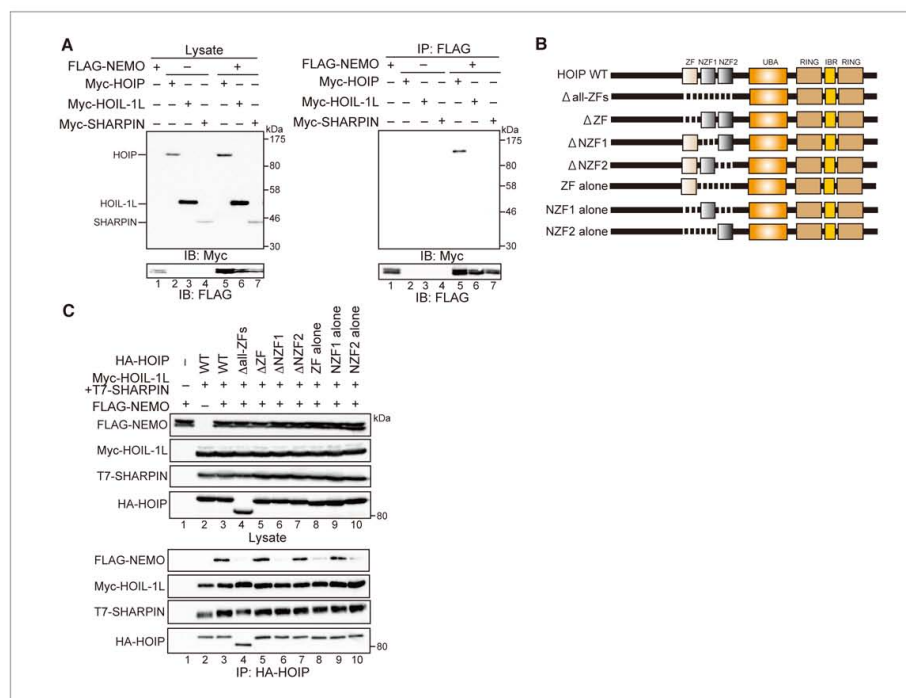 A
Lysate
FLAG-NEMO + – +
Myc-HOIP – + – – + – –
Myc-HOIL-1L – – + – – + –
Myc-SHARPIN – – – + – – +
kDa
175
HOIP
80
58
HOIL-1L
SHARPIN
46
30
IB: Myc
1 2 3 4 5 6 7
IB: FLAG
IP: FLAG
FLAG-NEMO + – +
Myc-HOIP – + – – + – –
Myc-HOIL-1L – – + – – + –
Myc-SHARPIN – – – + – – +
kDa
175
80
58
46
30
IB: Myc
1 2 3 4 5 6 7
IB: FLAG
B
ZF NZF1 NZF2 UBA RING IBR RING
HOIP WT
Δall-ZFs
ΔZF
ΔNZF1
ΔNZF2
ZF alone
NZF1 alone
NZF2 alone
C
HA-HOIP – WT WT Δall-ZFs ΔZF ΔNZF1 ΔNZF2 ZF alone NZF1 alone NZF2 alone
Myc-HOIL-1L
+T7-SHARPIN – + + + + + + + + +
FLAG-NEMO + – + + + + + + + +
kDa
FLAG-NEMO
Myc-HOIL-1L
T7-SHARPIN
HA-HOIP
80
1 2 3 4 5 6 7 8 9 10
Lysate
FLAG-NEMO
Myc-HOIL-1L
T7-SHARPIN
HA-HOIP
80
1 2 3 4 5 6 7 8 9 10
IP: HA-HOIP